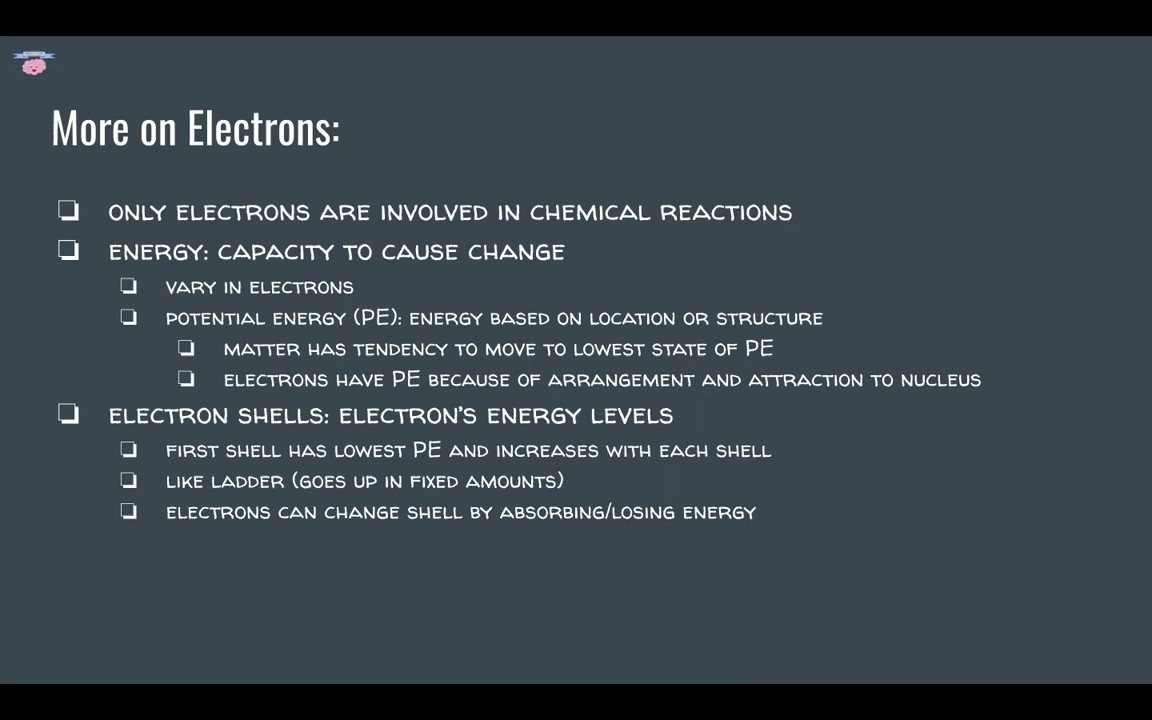 More on Electrons:
❏ ONLY ELECTRONS ARE INVOLVED IN CHEMICAL REACTIONS
❏ ENERGY: CAPACITY TO CAUSE CHANGE
❏ VARY IN ELECTRONS
❏ POTENTIAL ENERGY (PE): ENERGY BASED ON LOCATION OR STRUCTURE
❏ MATTER HAS TENDENCY TO MOVE TO LOWEST STATE OF PE
❏ ELECTRONS HAVE PE BECAUSE OF ARRANGEMENT AND ATTRACTION TO NUCLEUS
❏ ELECTRON SHELLS: ELECTRON'S ENERGY LEVELS
❏ FIRST SHELL HAS LOWEST PE AND INCREASES WITH EACH SHELL
❏ LIKE LADDER (GOES UP IN FIXED AMOUNTS)
❏ ELECTRONS CAN CHANGE SHELL BY ABSORBING/LOSING ENERGY